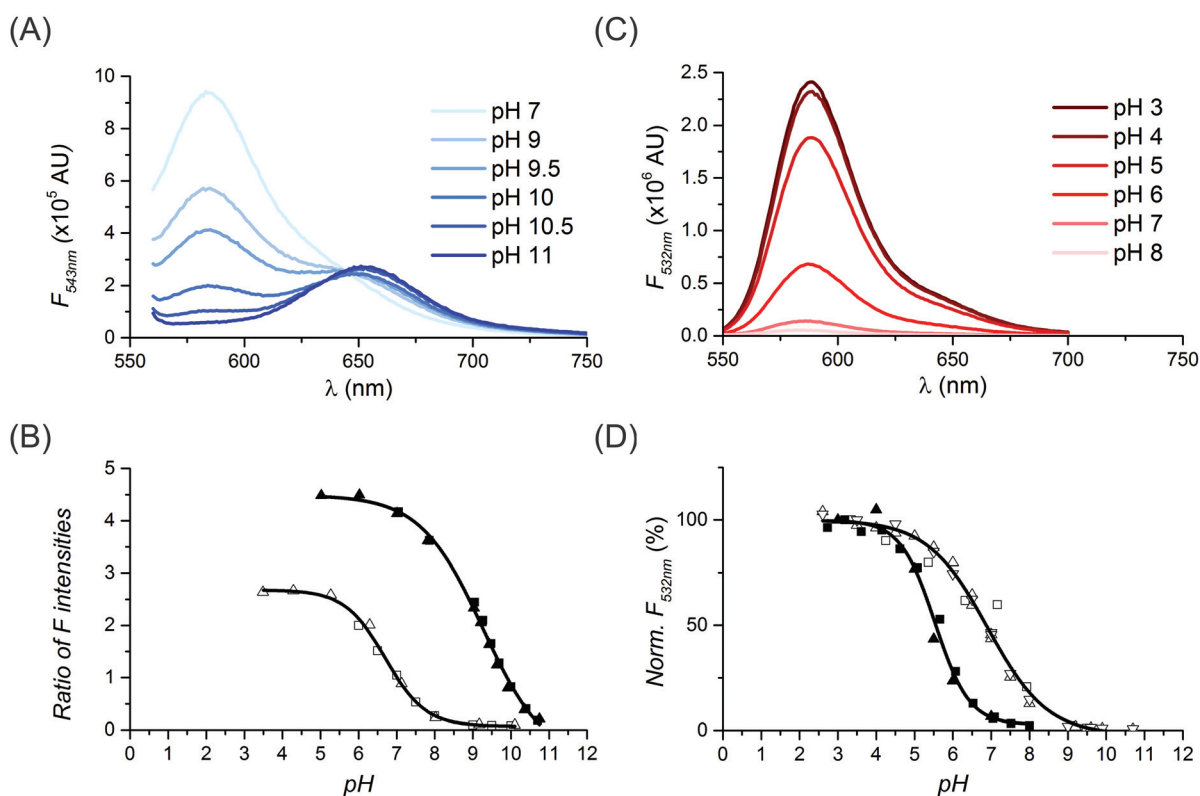 (A)
10
8
6
4
2
0
F543nm (x10⁵ AU)
550
600
650
700
750
λ (nm)
pH 7
pH 9
pH 9.5
pH 10
pH 10.5
pH 11
(C)
2.5
2.0
1.5
1.0
0.5
0.0
F532nm (x10⁶ AU)
550
600
650
700
750
λ (nm)
pH 3
pH 4
pH 5
pH 6
pH 7
pH 8
(B)
5
4
3
2
1
0
Ratio of F intensities
0 1 2 3 4 5 6 7 8 9 10 11 12
pH
(D)
100
50
0
Norm. F532nm (%)
0 1 2 3 4 5 6 7 8 9 10 11 12
pH